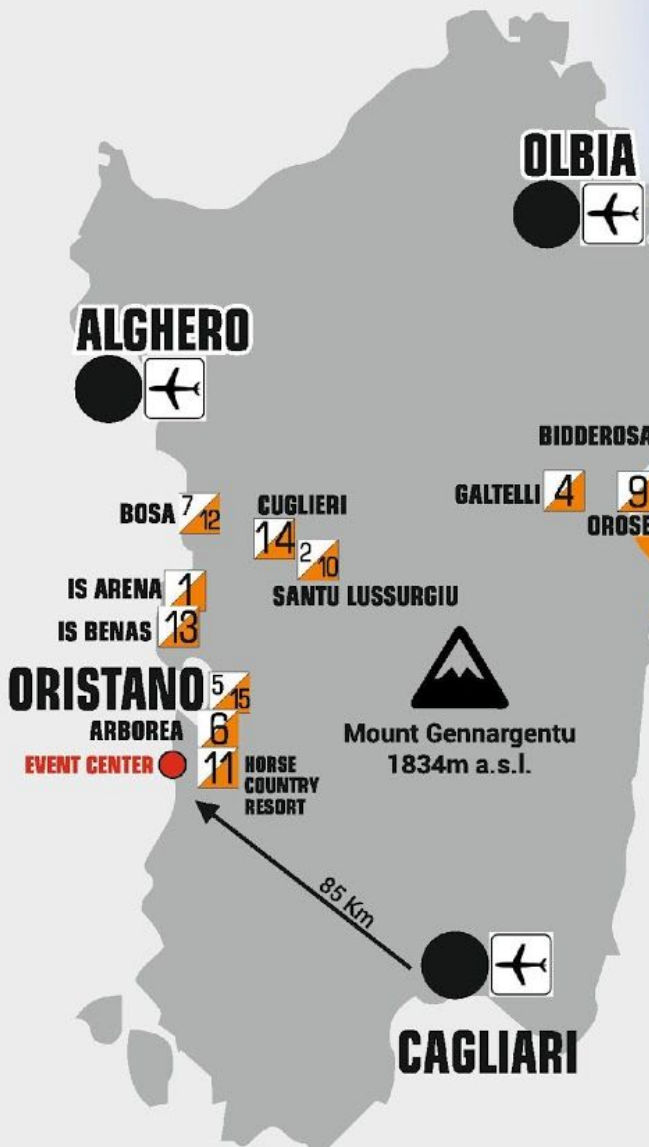 OLBIA
ALGHERO
BIDDEROSA
GALTELLI 4 9
OROSE
BOSA 7 12
CUGLIERI
14
2 10
SANTU LUSSURGIU
IS ARENA 1
IS BENAS 13
ORISTANO 5 15
ARBOREA 6
EVENT CENTER 11 HORSE
COUNTRY
RESORT
Mount Gennargentu
1834m a.s.l.
85 Km
CAGLIARI